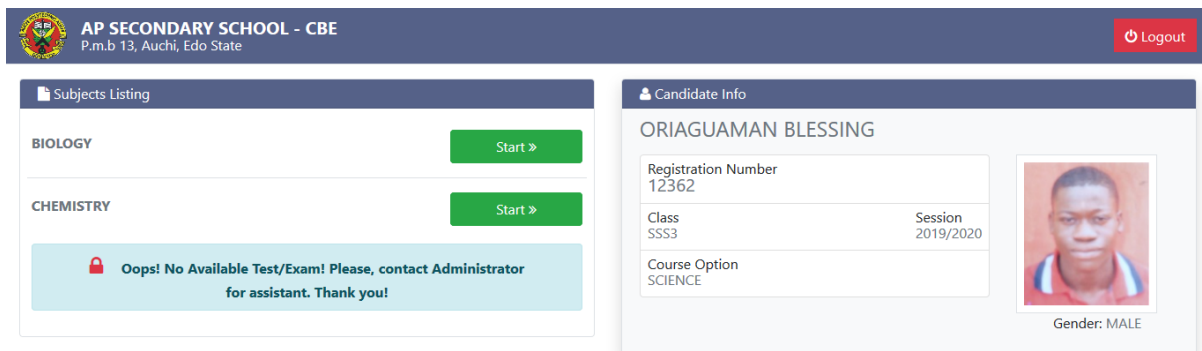 AP SECONDARY SCHOOL - CBE
P.m.b 13, Auchi, Edo State
Logout
Subjects Listing
BIOLOGY
Start »
CHEMISTRY
Start »
Oops! No Available Test/Exam! Please, contact Administrator
for assistant. Thank you!
Candidate Info
ORIAGUAMAN BLESSING
Registration Number
12362
Class
SSS3
Session
2019/2020
Course Option
SCIENCE
Gender: MALE